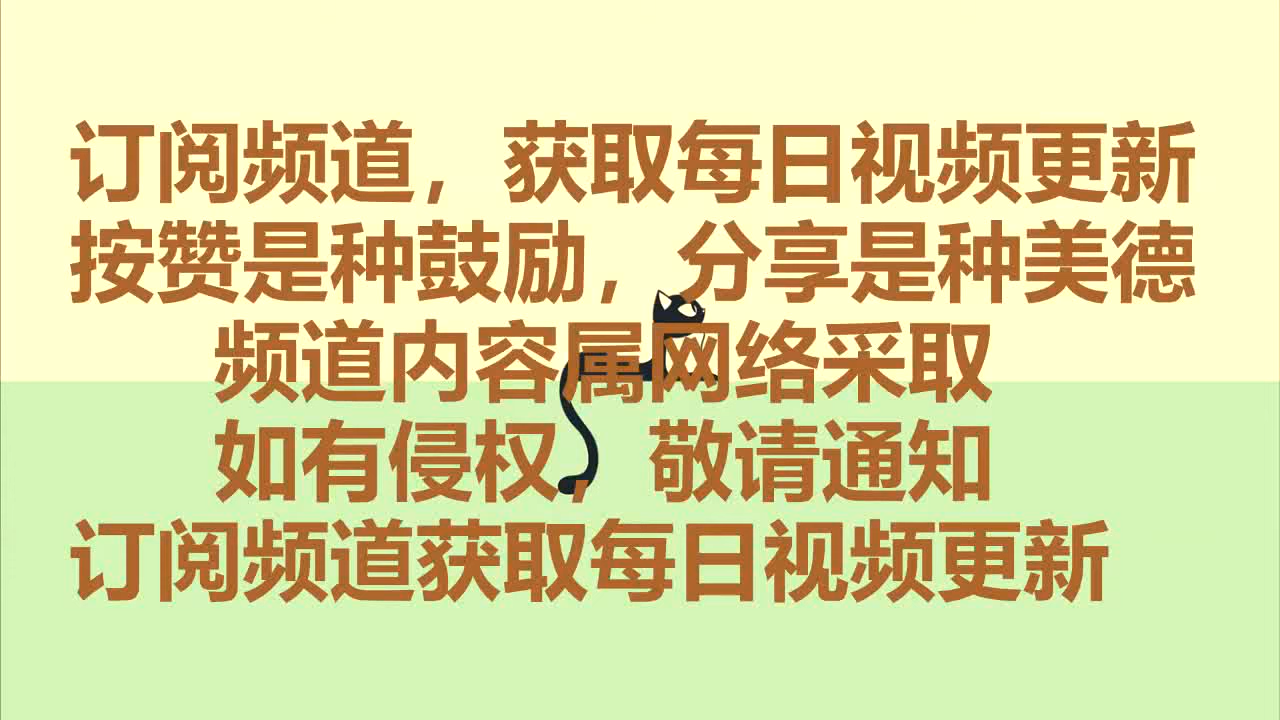 订阅频道，获取每日视频更新
按赞是种鼓励，分享是种美德
频道内容属网络采取
如有侵权，敬请通知
订阅频道获取每日视频更新